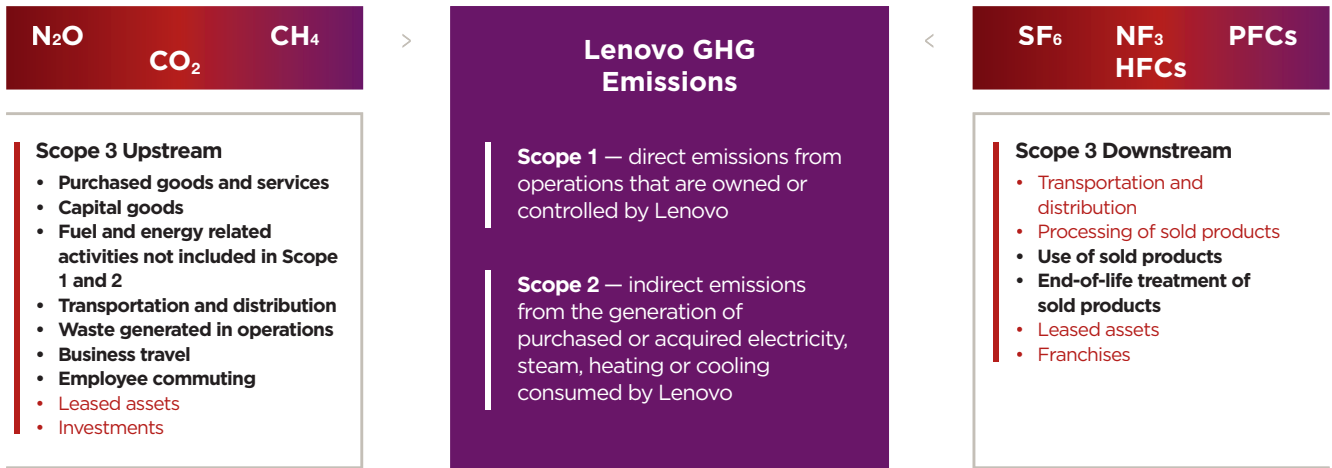 N₂O
CH₄
CO₂
Scope 3 Upstream
• Purchased goods and services
• Capital goods
• Fuel and energy related
activities not included in Scope
1 and 2
• Transportation and distribution
• Waste generated in operations
• Business travel
• Employee commuting
• Leased assets
• Investments
>
Lenovo GHG
Emissions
Scope 1 — direct emissions from
operations that are owned or
controlled by Lenovo
Scope 2 — indirect emissions
from the generation of
purchased or acquired electricity,
steam, heating or cooling
consumed by Lenovo
<
SF₆
NF₃
PFCs
HFCs
Scope 3 Downstream
• Transportation and
distribution
• Processing of sold products
• Use of sold products
• End-of-life treatment of
sold products
• Leased assets
• Franchises